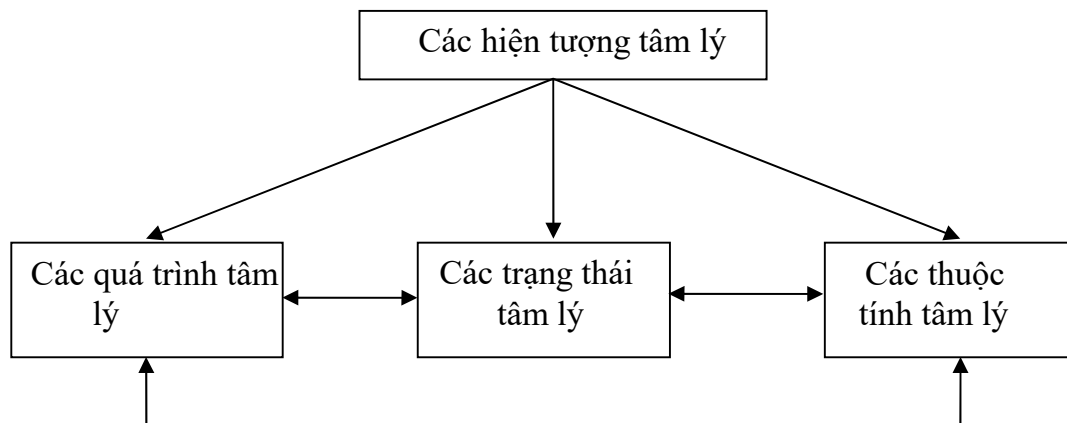 Các hiện tượng tâm lý
Các quá trình tâm
lý
Các trạng thái
tâm lý
Các thuộc
tính tâm lý